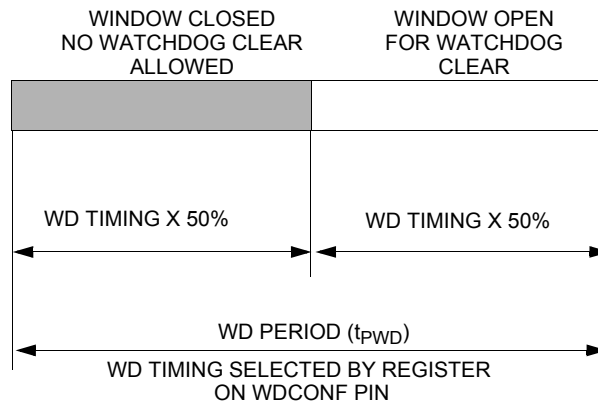 WINDOW CLOSED
NO WATCHDOG CLEAR
ALLOWED
WINDOW OPEN
FOR WATCHDOG
CLEAR
WD TIMING X 50%
WD TIMING X 50%
WD PERIOD (tPWD)
WD TIMING SELECTED BY REGISTER
ON WDCONF PIN